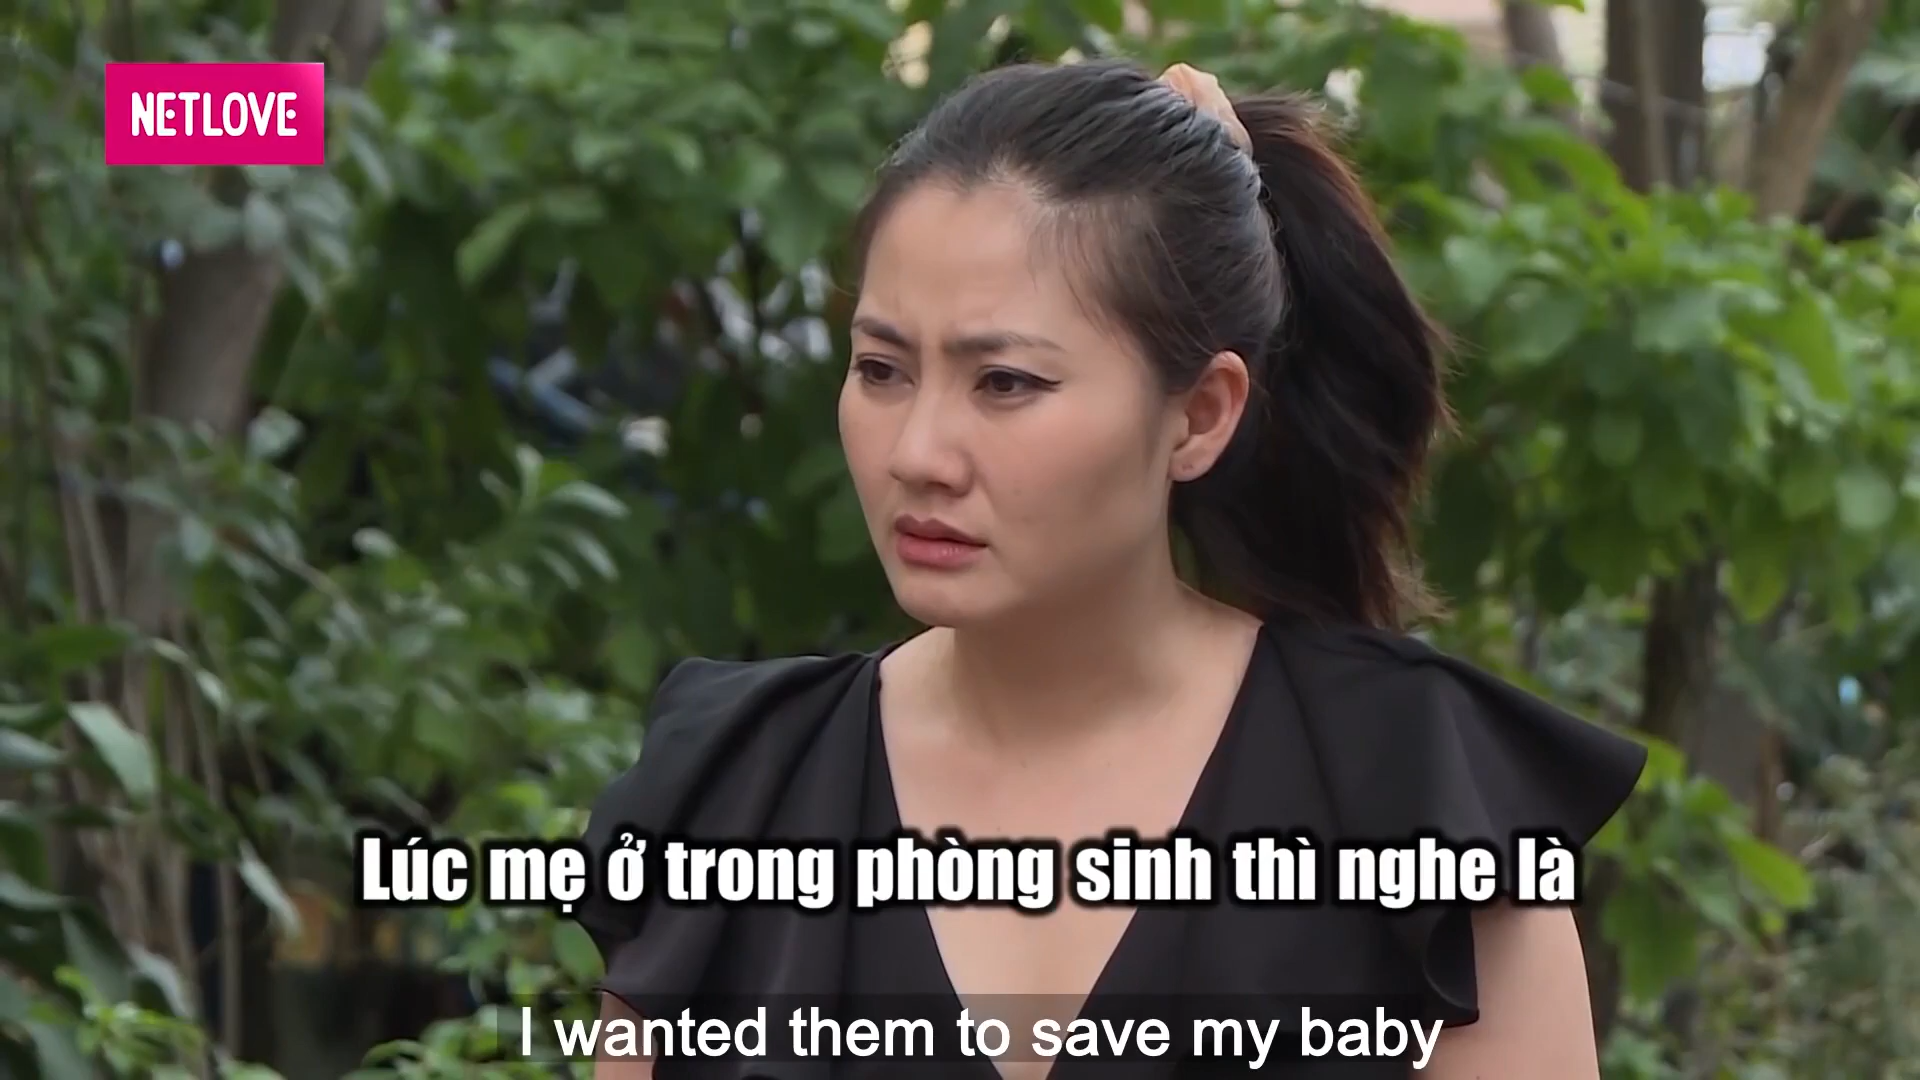 NETLOVE
Lúc mẹ ở trong phòng sinh thì nghe là
I wanted them to save my baby